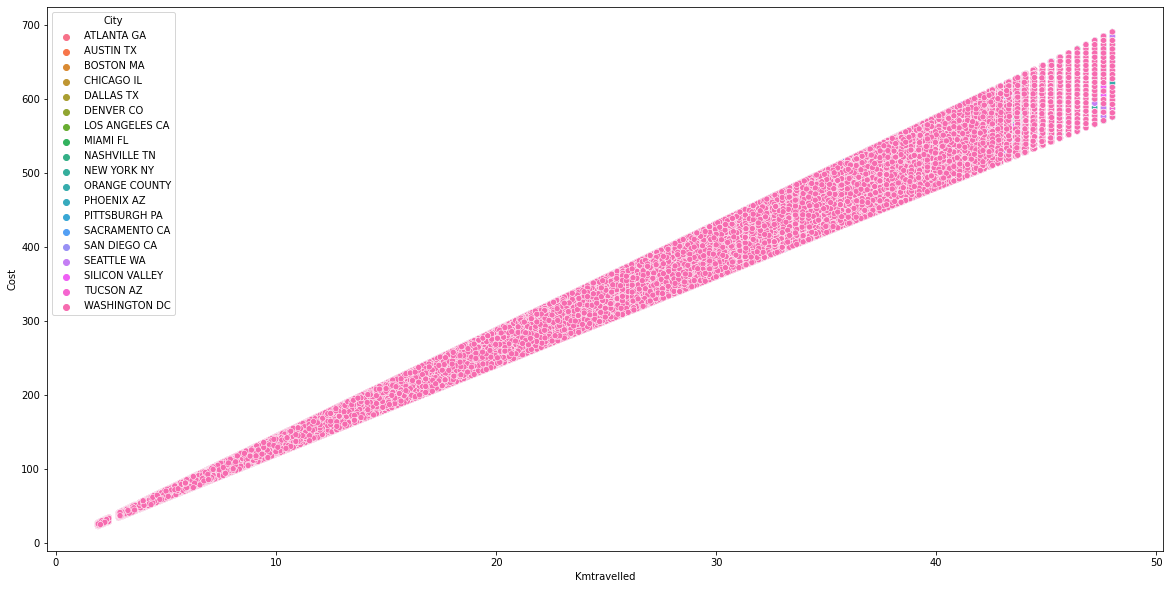 City
ATLANTA GA
AUSTIN TX
BOSTON MA
CHICAGO IL
DALLAS TX
DENVER CO
LOS ANGELES CA
MIAMI FL
NASHVILLE TN
NEW YORK NY
ORANGE COUNTY
PHOENIX AZ
PITTSBURGH PA
SACRAMENTO CA
SAN DIEGO CA
SEATTLE WA
SILICON VALLEY
TUCSON AZ
WASHINGTON DC
700
600
500
400
300
200
100
0
Cost
0 10 20 30 40 50
Kmtravelled